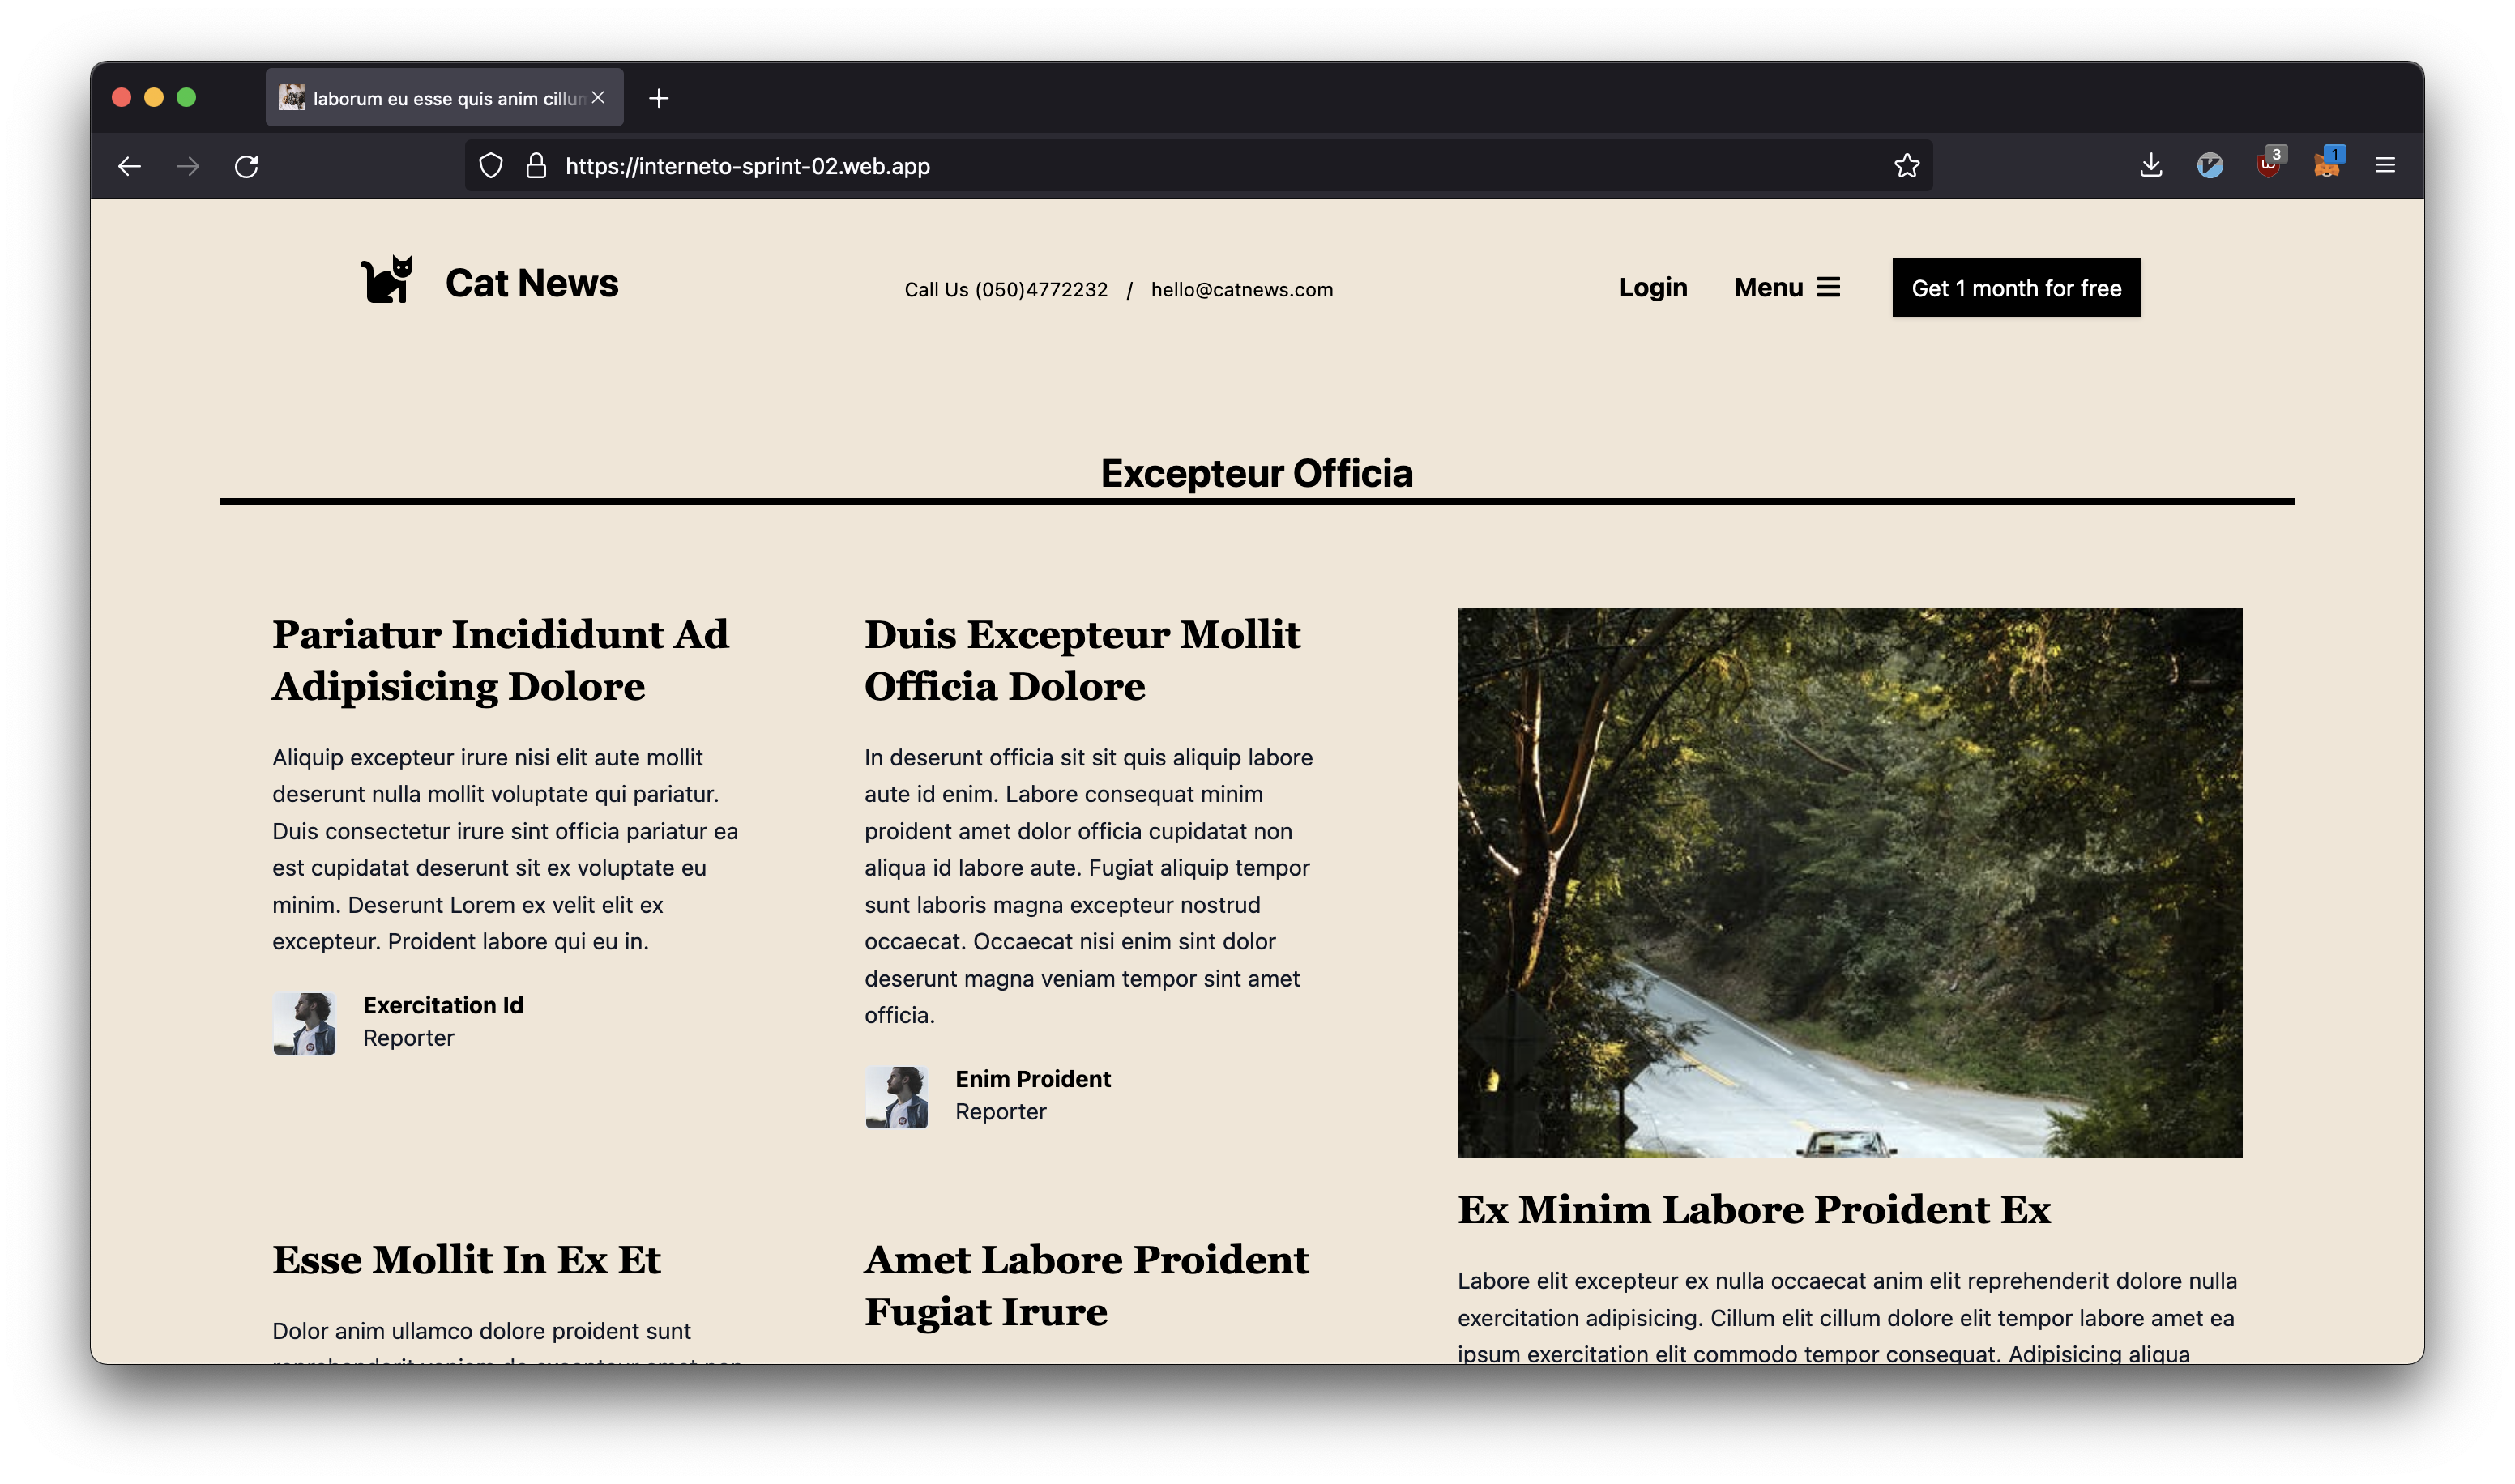 laborum eu esse quis anim cillum
https://interneto-sprint-02.web.app
3
1
Cat News
Call Us (050)4772232 / hello@catnews.com
Login
Menu
Get 1 month for free
Excepteur Officia
Pariatur Incididunt Ad
Adipisicing Dolore
Aliquip excepteur irure nisi elit aute mollit
deserunt nulla mollit voluptate qui pariatur.
Duis consectetur irure sint officia pariatur ea
est cupidatat deserunt sit ex voluptate eu
minim. Deserunt Lorem ex velit elit ex
excepteur. Proident labore qui eu in.
Exercitation Id
Reporter
Duis Excepteur Mollit
Officia Dolore
In deserunt officia sit sit quis aliquip labore
aute id enim. Labore consequat minim
proident amet dolor officia cupidatat non
aliqua id labore aute. Fugiat aliquip tempor
sunt laboris magna excepteur nostrud
occaecat. Occaecat nisi enim sint dolor
deserunt magna veniam tempor sint amet
officia.
Enim Proident
Reporter
Esse Mollit In Ex Et
Dolor anim ullamco dolore proident sunt
Amet Labore Proident
Fugiat Irure
Ex Minim Labore Proident Ex
Labore elit excepteur ex nulla occaecat anim elit reprehenderit dolore nulla
exercitation adipisicing. Cillum elit cillum dolore elit tempor labore amet ea
ipsum exercitation elit commodo tempor consequat. Adipisicing aliqua